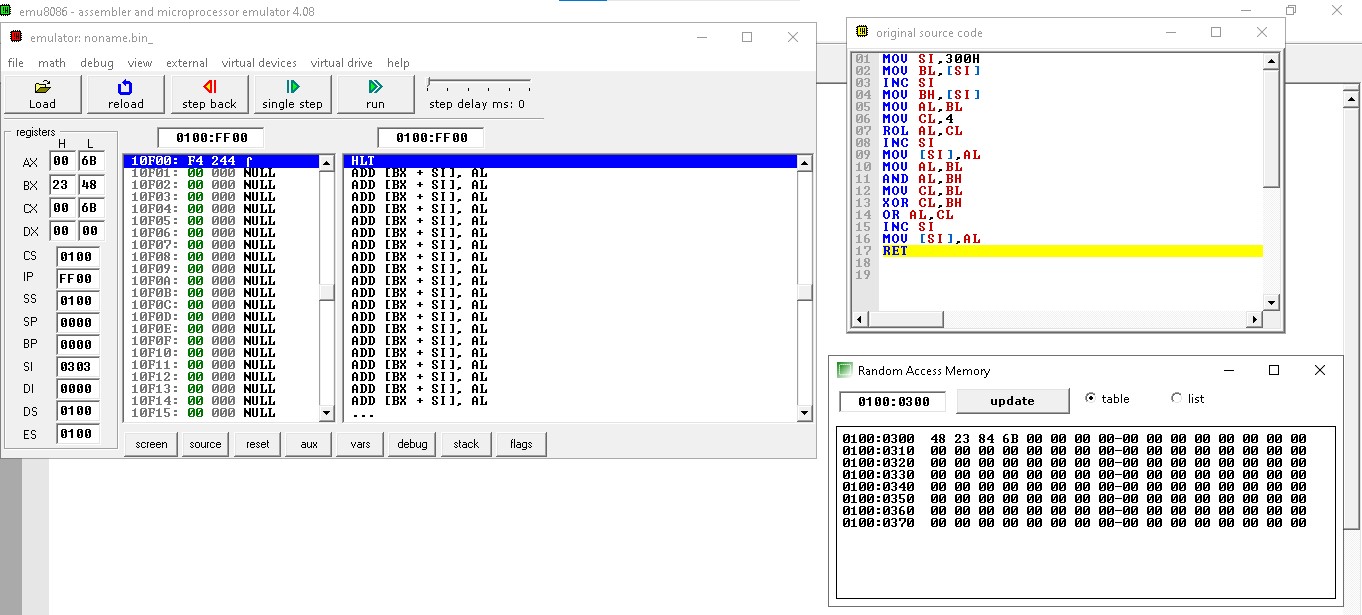 emu8086 - assembler and microprocessor emulator 4.08
emulator: noname.bin_
file math debug view external virtual devices virtual drive help
Load reload step back single step run step delay ms: 0
registers
H L
AX 00 6B
BX 23 48
CX 00 6B
DX 00 00
CS 0100
IP FF00
SS 0100
SP 0000
BP 0000
SI 0303
DI 0000
DS 0100
ES 0100
0100:FF00 0100:FF00
10F00: F4 244 ⌠ HLT
10F01: 00 000 NULL ADD [BX + SI], AL
10F02: 00 000 NULL ADD [BX + SI], AL
10F03: 00 000 NULL ADD [BX + SI], AL
10F04: 00 000 NULL ADD [BX + SI], AL
10F05: 00 000 NULL ADD [BX + SI], AL
10F06: 00 000 NULL ADD [BX + SI], AL
10F07: 00 000 NULL ADD [BX + SI], AL
10F08: 00 000 NULL ADD [BX + SI], AL
10F09: 00 000 NULL ADD [BX + SI], AL
10F0A: 00 000 NULL ADD [BX + SI], AL
10F0B: 00 000 NULL ADD [BX + SI], AL
10F0C: 00 000 NULL ADD [BX + SI], AL
10F0D: 00 000 NULL ADD [BX + SI], AL
10F0E: 00 000 NULL ADD [BX + SI], AL
10F0F: 00 000 NULL ADD [BX + SI], AL
10F10: 00 000 NULL ADD [BX + SI], AL
10F11: 00 000 NULL ADD [BX + SI], AL
10F12: 00 000 NULL ADD [BX + SI], AL
10F13: 00 000 NULL ADD [BX + SI], AL
10F14: 00 000 NULL ADD [BX + SI], AL
10F15: 00 000 NULL ...
screen source reset aux vars debug stack flags
original source code
01 MOV SI,300H
02 MOV BL,[SI]
03 INC SI
04 MOV BH,[SI]
05 MOV AL,BL
06 MOV CL,4
07 ROL AL,CL
08 INC SI
09 MOV [SI],AL
10 MOV AL,BL
11 AND AL,BH
12 MOV CL,BL
13 XOR CL,BH
14 OR AL,CL
15 INC SI
16 MOV [SI],AL
17 RET
18
19
Random Access Memory
0100:0300 update table list
0100:0300 48 23 84 6B 00 00 00 00-00 00 00 00 00 00 00 00
0100:0310 00 00 00 00 00 00 00 00-00 00 00 00 00 00 00 00
0100:0320 00 00 00 00 00 00 00 00-00 00 00 00 00 00 00 00
0100:0330 00 00 00 00 00 00 00 00-00 00 00 00 00 00 00 00
0100:0340 00 00 00 00 00 00 00 00-00 00 00 00 00 00 00 00
0100:0350 00 00 00 00 00 00 00 00-00 00 00 00 00 00 00 00
0100:0360 00 00 00 00 00 00 00 00-00 00 00 00 00 00 00 00
0100:0370 00 00 00 00 00 00 00 00-00 00 00 00 00 00 00 00